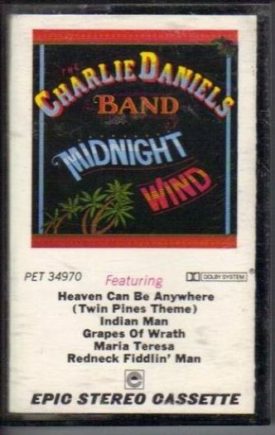 THE
CHARLIE DANIELS
BAND
MIDNIGHT
WIND
PET 34970
Featuring
DOLBY SYSTEM
Heaven Can Be Anywhere
(Twin Pines Theme)
Indian Man
Grapes Of Wrath
Maria Teresa
Redneck Fiddlin' Man
EPIC STEREO CASSETTE